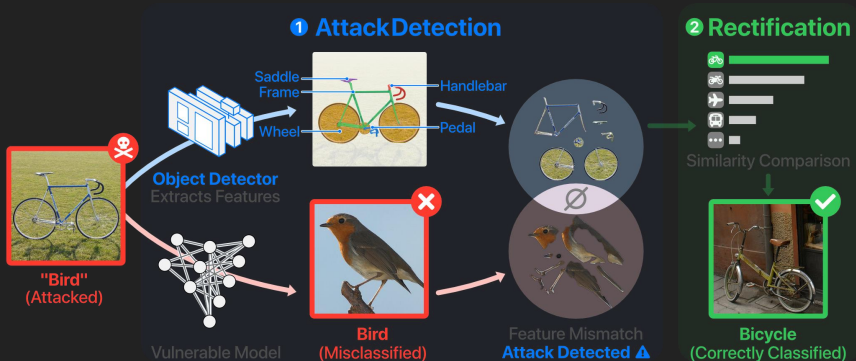 1 Attack Detection
2 Rectification
Saddle
Frame
Handlebar
Wheel
Pedal
Object Detector
Extracts Features
Similarity Comparison
"Bird"
(Attacked)
Vulnerable Model
Bird
(Misclassified)
Feature Mismatch
Attack Detected
Bicycle
(Correctly Classified)